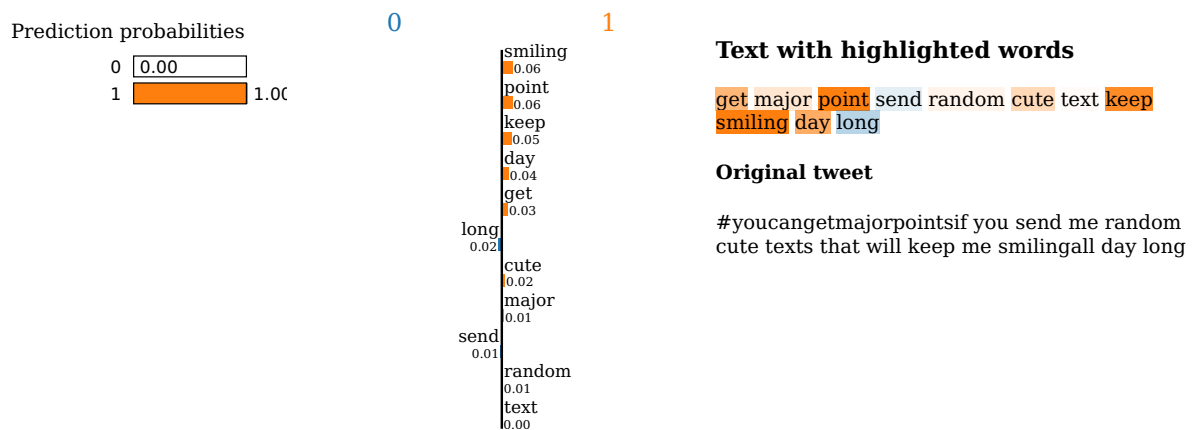 Prediction probabilities
0 0.00
1 1.00
0 1
smiling
0.06
point
0.06
keep
0.05
day
0.04
get
0.03
long
0.02
cute
0.02
major
0.01
send
0.01
random
0.01
text
0.00
Text with highlighted words
get major point send random cute text keep
smiling day long
Original tweet
#youcangetmajorpointsif you send me random
cute texts that will keep me smilingall day long